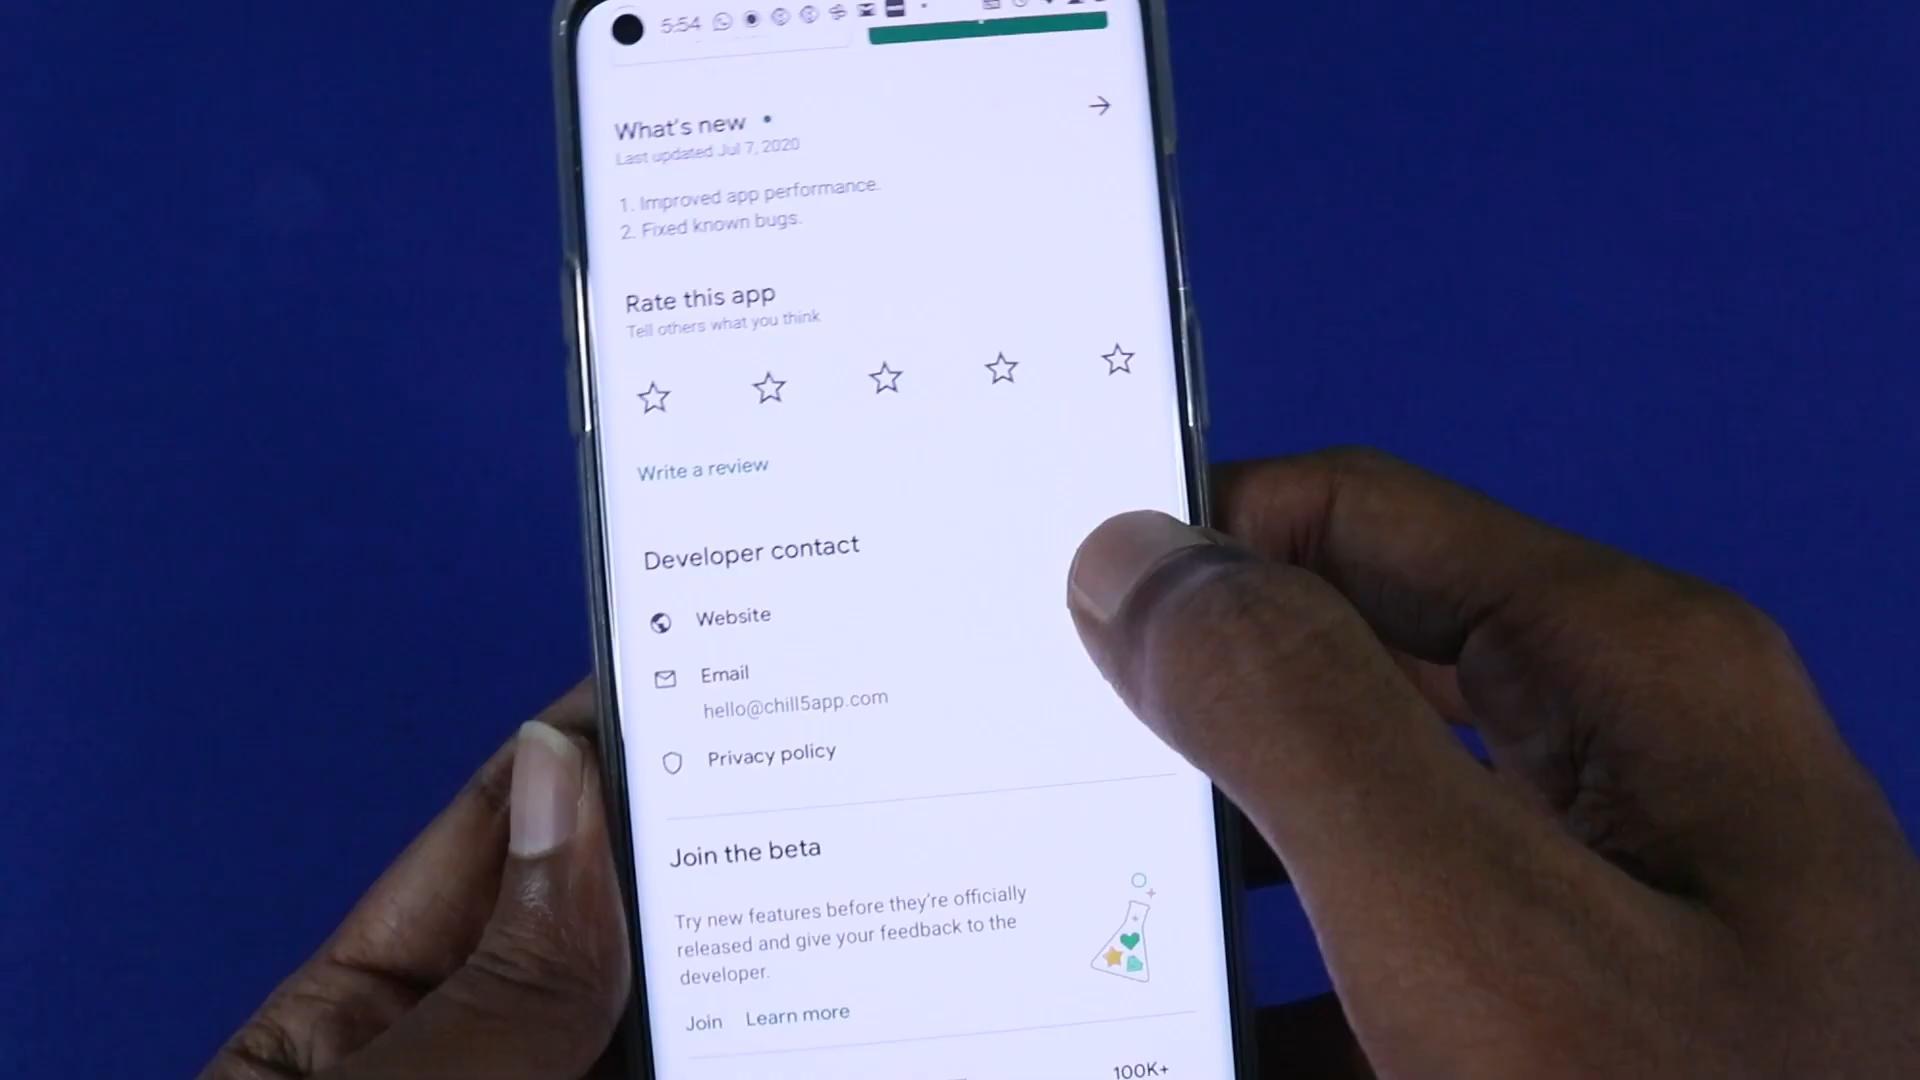 5:54
What's new
Last updated Jul 7, 2020
1. Improved app performance.
2. Fixed known bugs.
Rate this app
Tell others what you think
Write a review
Developer contact
Website
Email
hello@chill5app.com
Privacy policy
Join the beta
Try new features before they're officially
released and give your feedback to the
developer.
Join Learn more
100K+